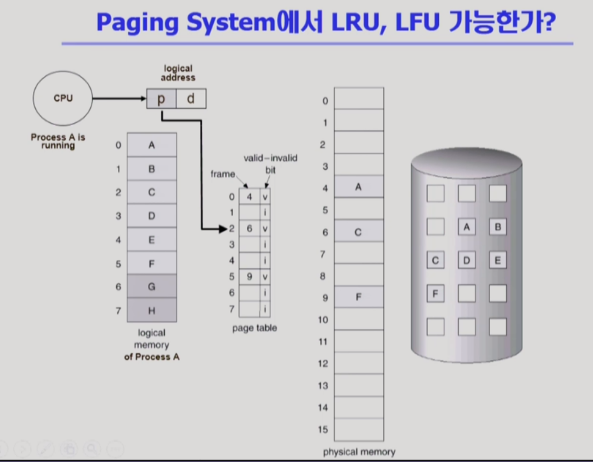 Paging System에서 LRU, LFU 가능한가?
logical
address
CPU
p d
Process A is
running
0 A
1 B
2 C
3 D
4 E
5 F
6 G
7 H
logical
memory
of Process A
valid–invalid
bit
frame
0 4 v
1 i
2 6 v
3 i
4 i
5 9 v
6 i
7 i
page table
0
1
2
3
4 A
5
6 C
7
8
9 F
10
11
12
13
14
15
physical memory
A B
C D E
F